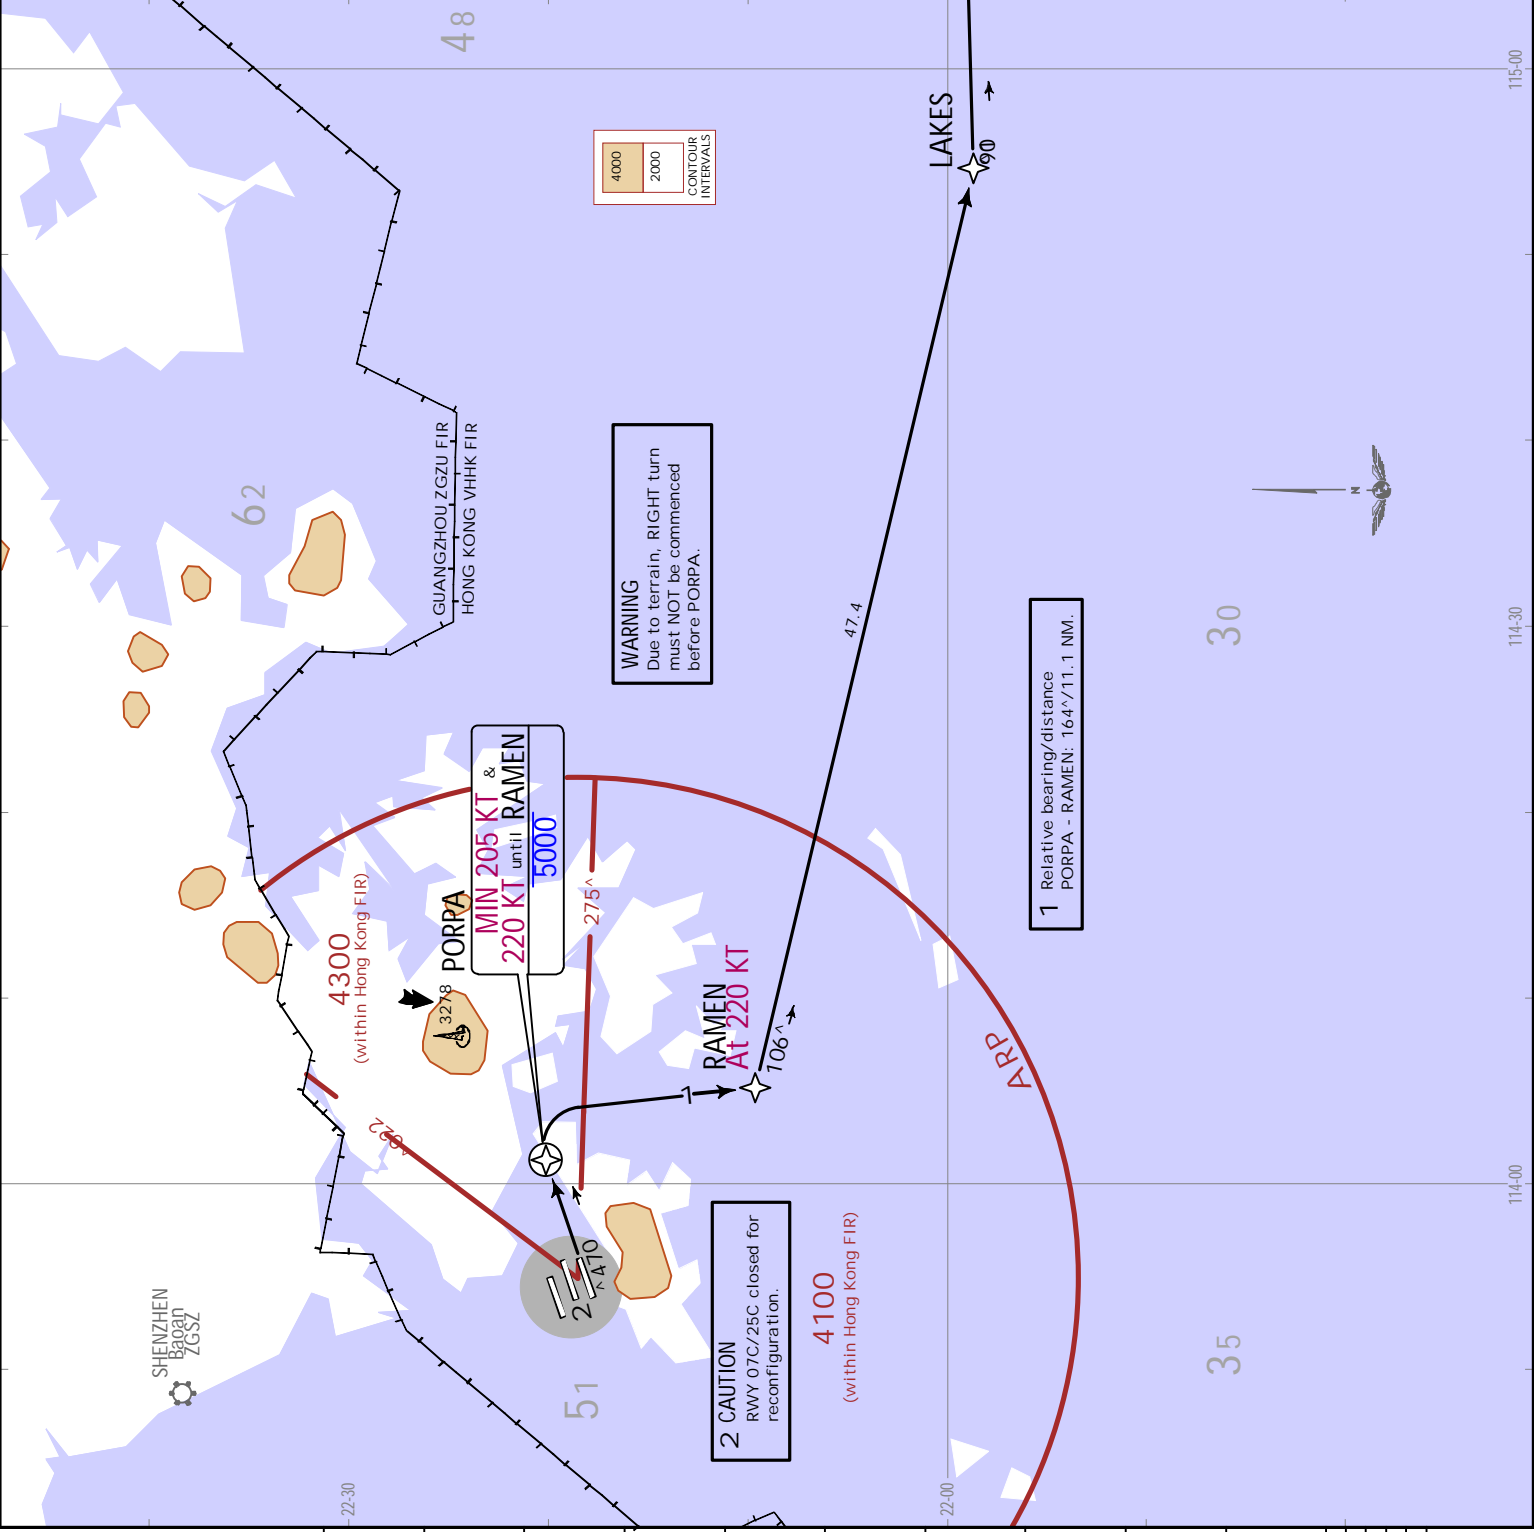 48
115-00
LAKES
90
4000
2000
CONTOUR
INTERVALS
62
GUANGZHOU ZGZU FIR
HONG KONG VHHK FIR
WARNING
Due to terrain, RIGHT turn
must NOT be commenced
before PORPA.
N
47.4
30
114-30
1 Relative bearing/distance
PORPA - RAMEN: 164^/11.1 NM.
PORPA
MIN 205 KT &
220 KT until RAMEN
5000
4300
(within Hong Kong FIR)
3278
275^
RAMEN
At 220 KT
106^
1
ARP
114-00
2
^470
2 CAUTION
RWY 07C/25C closed for
reconfiguration.
4100
(within Hong Kong FIR)
SHENZHEN
Baoan
ZGSZ
51
35
22-30
22-00